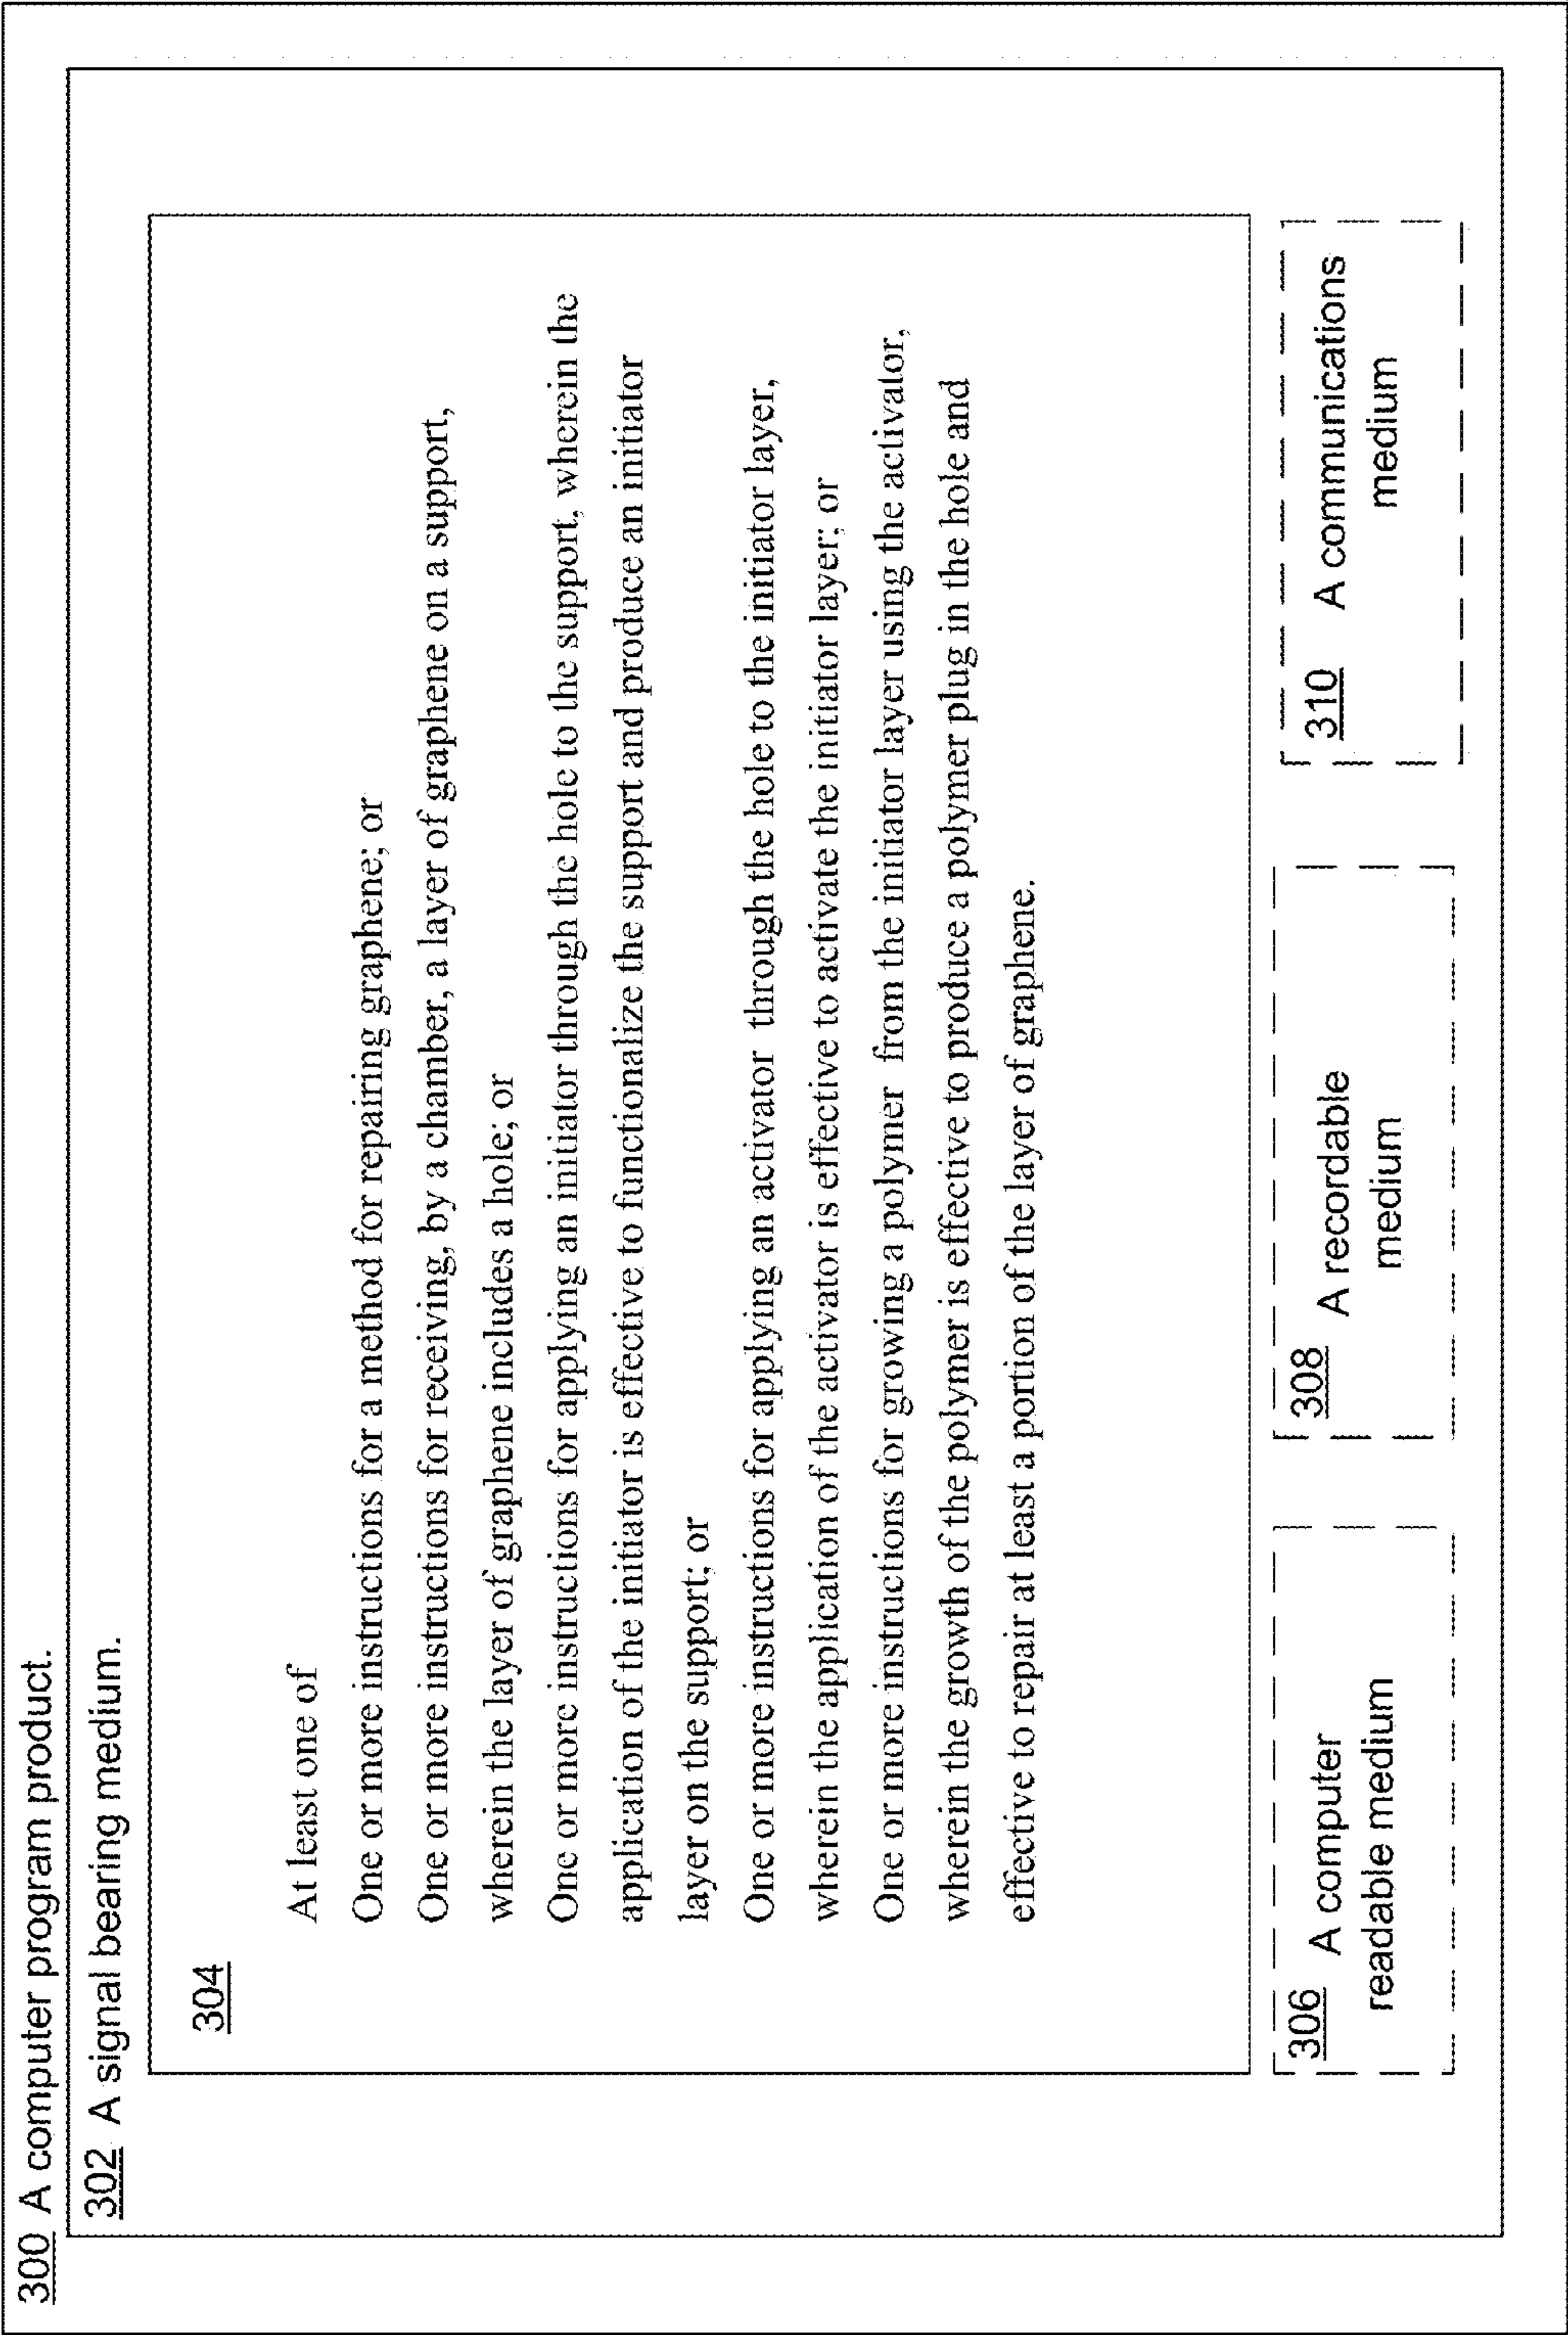 300 A computer program product.
302 A signal bearing medium.
304
At least one of
One or more instructions for a method for repairing graphene; or
One or more instructions for receiving, by a chamber, a layer of graphene on a support,
wherein the layer of graphene includes a hole; or
One or more instructions for applying an initiator through the hole to the support, wherein the
application of the initiator is effective to functionalize the support and produce an initiator
layer on the support; or
One or more instructions for applying an activator through the hole to the initiator layer,
wherein the application of the activator is effective to activate the initiator layer; or
One or more instructions for growing a polymer from the initiator layer using the activator,
wherein the growth of the polymer is effective to produce a polymer plug in the hole and
effective to repair at least a portion of the layer of graphene.
306 A computer
readable medium
308 A recordable
medium
310 A communications
medium